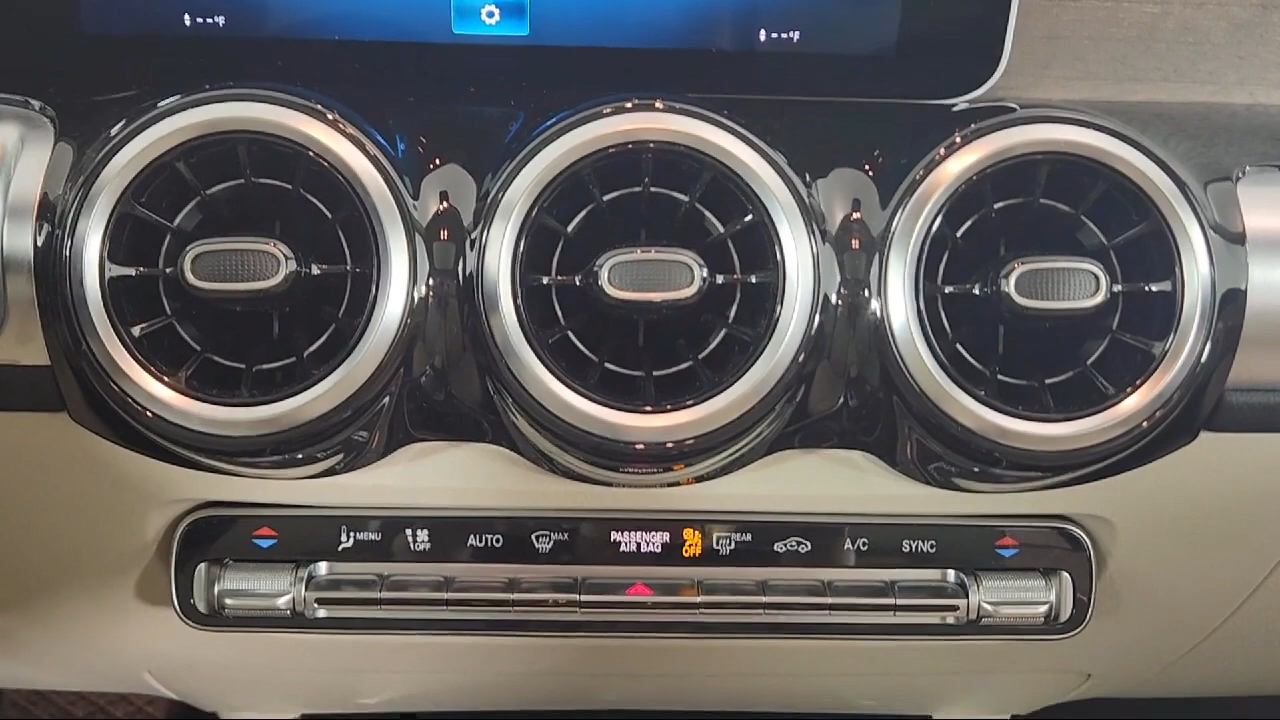 --°F
--°F
MENU
OFF
AUTO
MAX
PASSENGER
AIR BAG
OFF
REAR
A/C
SYNC